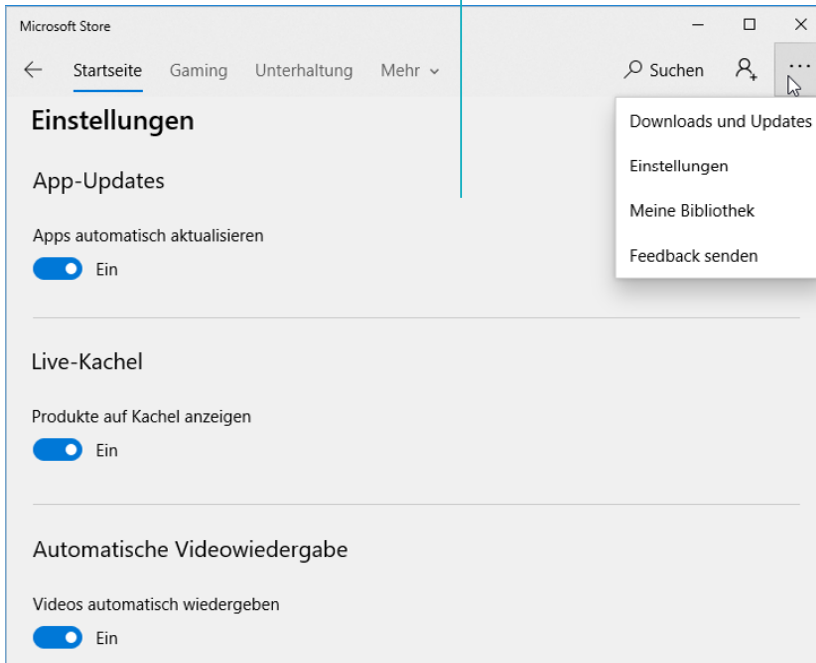 Microsoft Store
Startseite Gaming Unterhaltung Mehr Suchen
Einstellungen
App-Updates
Apps automatisch aktualisieren
Ein
Live-Kachel
Produkte auf Kachel anzeigen
Ein
Automatische Videowiedergabe
Videos automatisch wiedergeben
Ein
Downloads und Updates
Einstellungen
Meine Bibliothek
Feedback senden